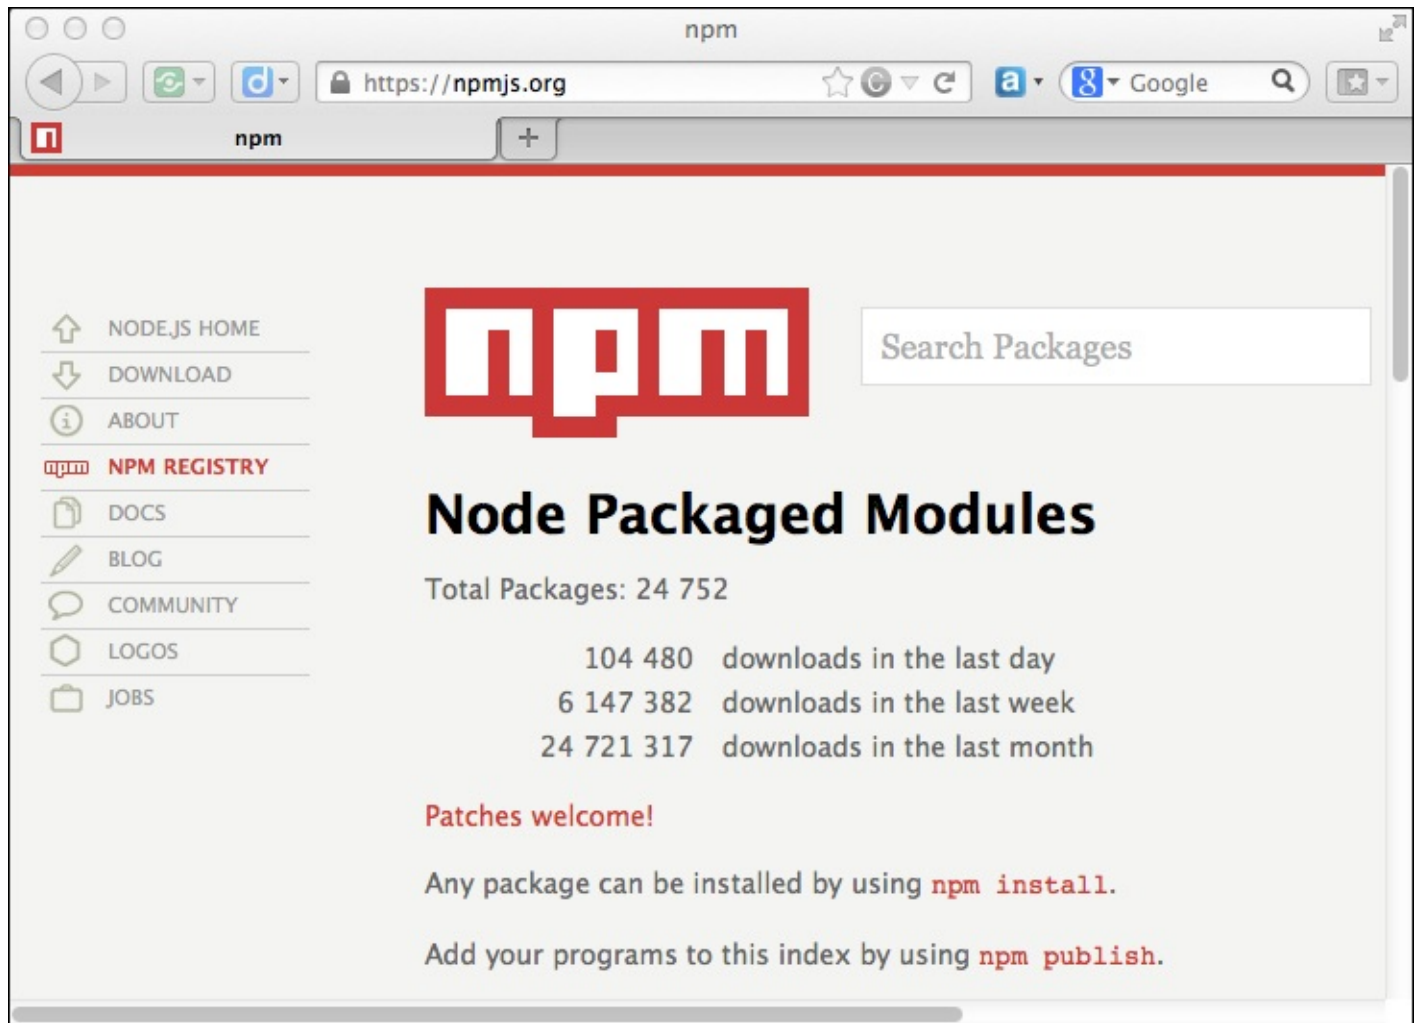 npm
https://npmjs.org
Google
npm
NODE.JS HOME
DOWNLOAD
ABOUT
NPM REGISTRY
DOCS
BLOG
COMMUNITY
LOGOS
JOBS
npm
Search Packages
Node Packaged Modules
Total Packages: 24 752
104 480 downloads in the last day
6 147 382 downloads in the last week
24 721 317 downloads in the last month
Patches welcome!
Any package can be installed by using npm install.
Add your programs to this index by using npm publish.